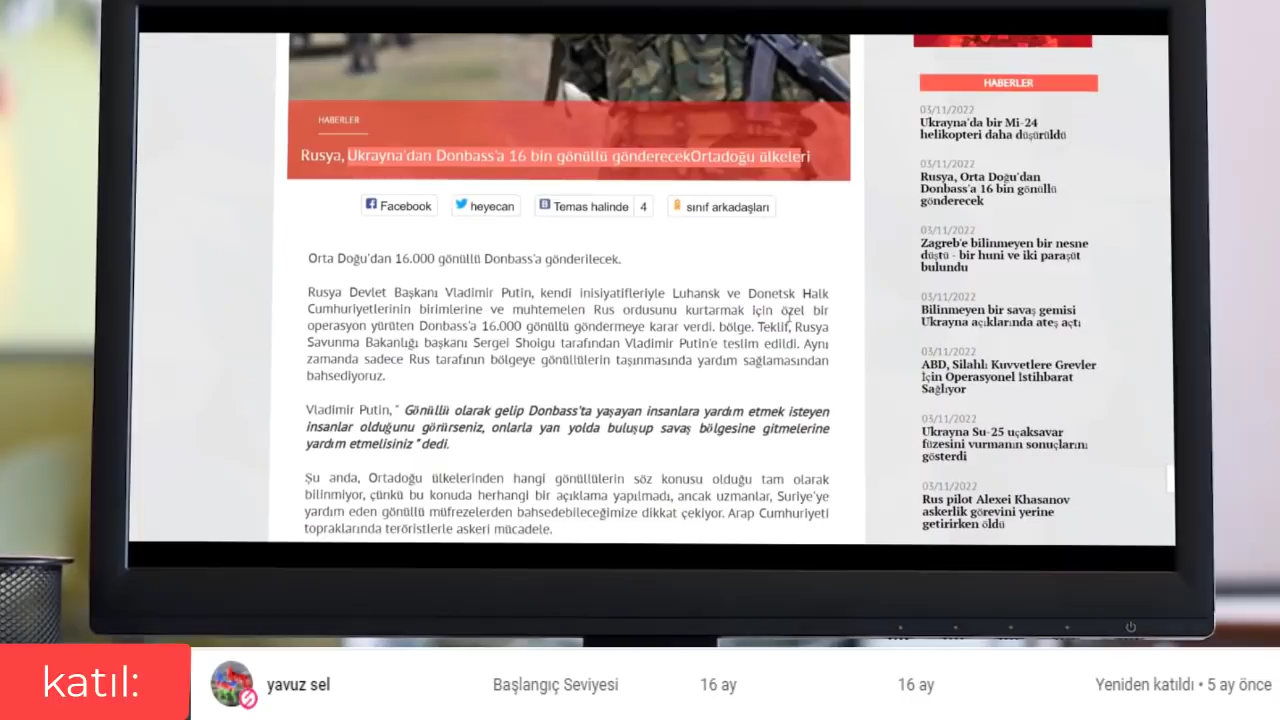 HABERLER
Rusya, Ukrayna'dan Donbass'a 16 bin gönüllü gönderecekOrtadoğu ülkeleri
Facebook
heyecan
Temas halinde 4
sınıf arkadaşları
Orta Doğu'dan 16.000 gönüllü Donbass'a gönderilecek.
Rusya Devlet Başkanı Vladimir Putin, kendi inisiyatifleriyle Luhansk ve Donetsk Halk
Cumhuriyetlerinin birimlerine ve muhtemelen Rus ordusunu kurtarmak için özel bir
operasyon yürüten Donbass'a 16.000 gönüllü göndermeye karar verdi. bölge. Teklif, Rusya
Savunma Bakanlığı başkanı Sergei Shoigu tarafından Vladimir Putin'e teslim edildi. Aynı
zamanda sadece Rus tarafının bölgeye gönüllülerin taşınmasında yardım sağlamasından
bahsediyoruz.
Vladimir Putin, " Gönüllü olarak gelip Donbass'ta yaşayan insanlara yardım etmek isteyen
insanlar olduğunu görürseniz, onlarla yarı yolda buluşup savaş bölgesine gitmelerine
yardım etmelisiniz " dedi.
Şu anda, Ortadoğu ülkelerinden hangi gönüllülerin söz konusu olduğu tam olarak
bilinmiyor, çünkü bu konuda herhangi bir açıklama yapılmadı, ancak uzmanlar, Suriye'ye
yardım eden gönüllü müfrezelerden bahsedebileceğimize dikkat çekiyor. Arap Cumhuriyeti
topraklarında teröristlerle askeri mücadele.
HABERLER
03/11/2022
Ukrayna'da bir Mi-24
helikopteri daha düşürüldü
03/11/2022
Rusya, Orta Doğu'dan
Donbass'a 16 bin gönüllü
gönderecek
03/11/2022
Zagreb'e bilinmeyen bir nesne
düştü - bir huni ve iki paraşüt
bulundu
03/11/2022
Bilinmeyen bir savaş gemisi
Ukrayna açıklarında ateş açtı
03/11/2022
ABD, Silahlı Kuvvetlere Grevler
İçin Operasyonel İstihbarat
Sağlıyor
03/11/2022
Ukrayna Su-25 uçaksavar
füzesini vurmanın sonuçlarını
gösterdi
03/11/2022
Rus pilot Alexei Khasanov
askerlik görevini yerine
getirirken öldü
katıl:
yavuz sel
Başlangıç Seviyesi
16 ay
16 ay
Yeniden katıldı • 5 ay önce